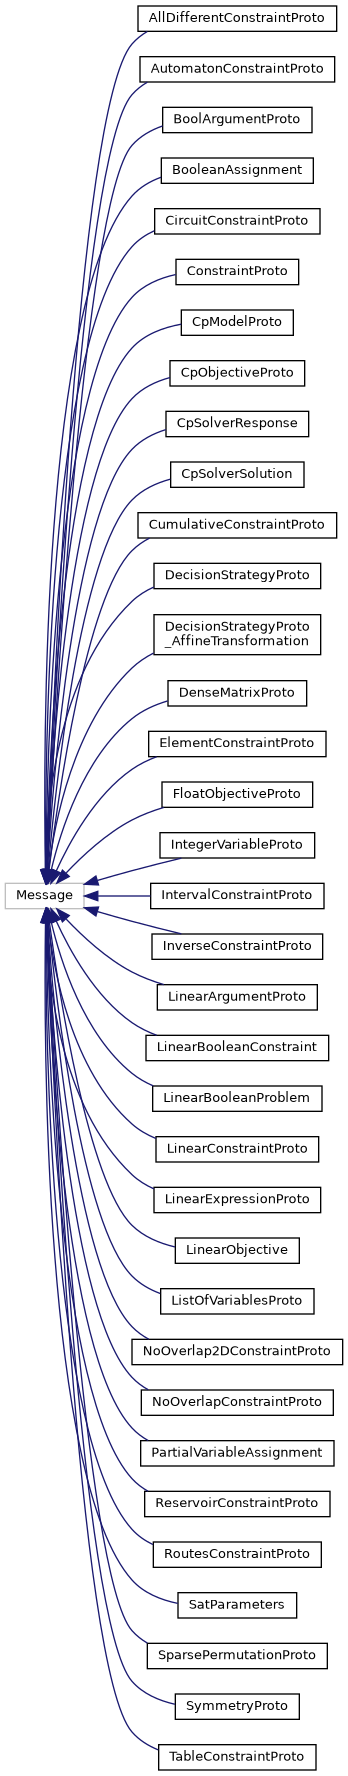 AllDifferentConstraintProto
AutomatonConstraintProto
BoolArgumentProto
BooleanAssignment
CircuitConstraintProto
ConstraintProto
CpModelProto
CpObjectiveProto
CpSolverResponse
CpSolverSolution
CumulativeConstraintProto
DecisionStrategyProto
DecisionStrategyProto
_AffineTransformation
DenseMatrixProto
ElementConstraintProto
FloatObjectiveProto
IntegerVariableProto
Message
IntervalConstraintProto
InverseConstraintProto
LinearArgumentProto
LinearBooleanConstraint
LinearBooleanProblem
LinearConstraintProto
LinearExpressionProto
LinearObjective
ListOfVariablesProto
NoOverlap2DConstraintProto
NoOverlapConstraintProto
PartialVariableAssignment
ReservoirConstraintProto
RoutesConstraintProto
SatParameters
SparsePermutationProto
SymmetryProto
TableConstraintProto